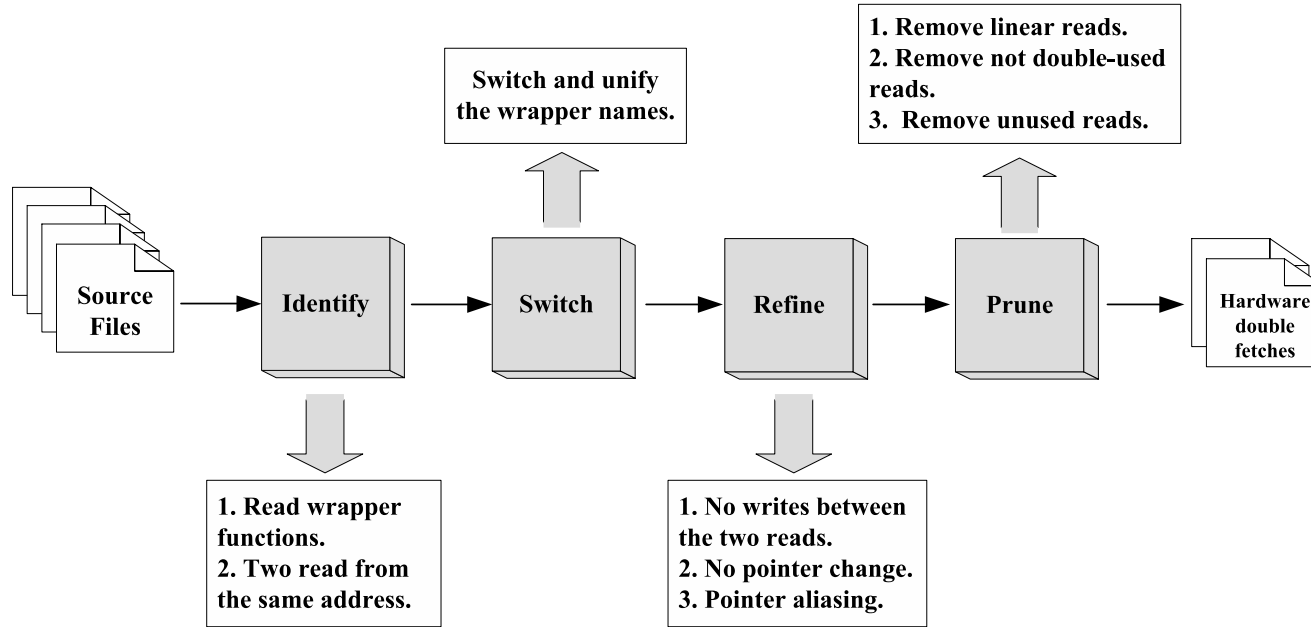 1. Remove linear reads.
2. Remove not double-used
reads.
3. Remove unused reads.
Switch and unify
the wrapper names.
Source
Files
Identify
Switch
Refine
Prune
Hardware
double
fetches
1. Read wrapper
functions.
2. Two read from
the same address.
1. No writes between
the two reads.
2. No pointer change.
3. Pointer aliasing.